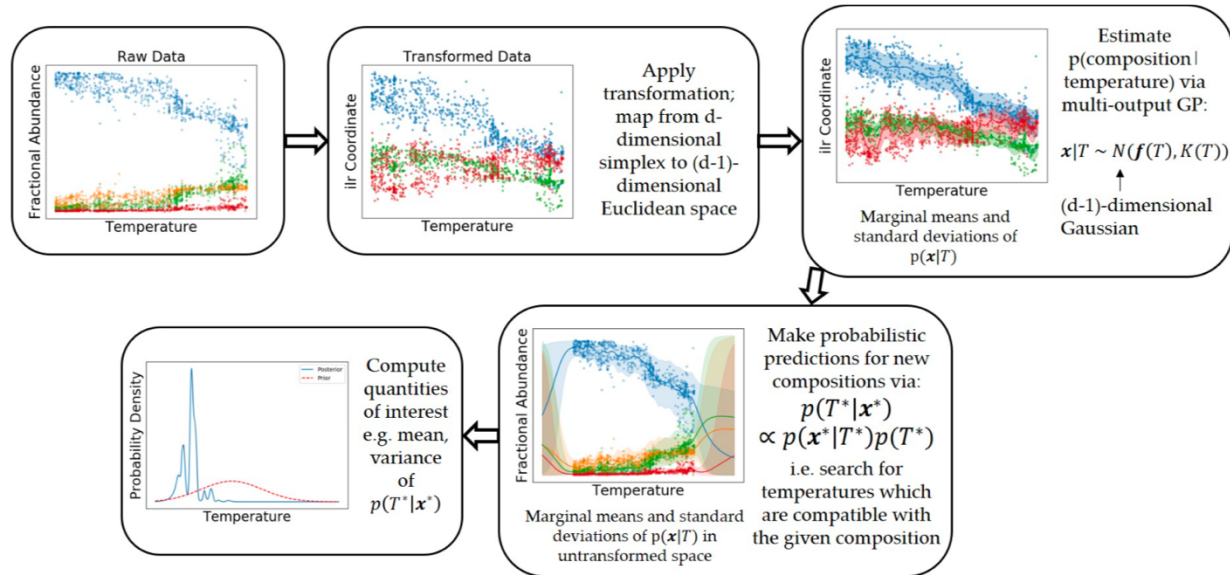 Raw Data
Fractional Abundance
Temperature
Transformed Data
ilr Coordinate
Temperature
Apply
transformation;
map from d-
dimensional
simplex to (d-1)-
dimensional
Euclidean space
ilr Coordinate
Temperature
Marginal means and
standard deviations of
p(x|T)
Estimate
p(composition|
temperature) via
multi-output GP:
x|T ~ N(f(T), K(T))
(d-1)-dimensional
Gaussian
Fractional Abundance
Temperature
Marginal means and standard
deviations of p(x|T) in
untransformed space
Make probabilistic
predictions for new
compositions via:
p(T*|x*)
∝ p(x*|T*)p(T*)
i.e. search for
temperatures which
are compatible with
the given composition
Probability Density
Posterior
Prior
Temperature
Compute
quantities
of interest
e.g. mean,
variance
of
p(T*|x*)